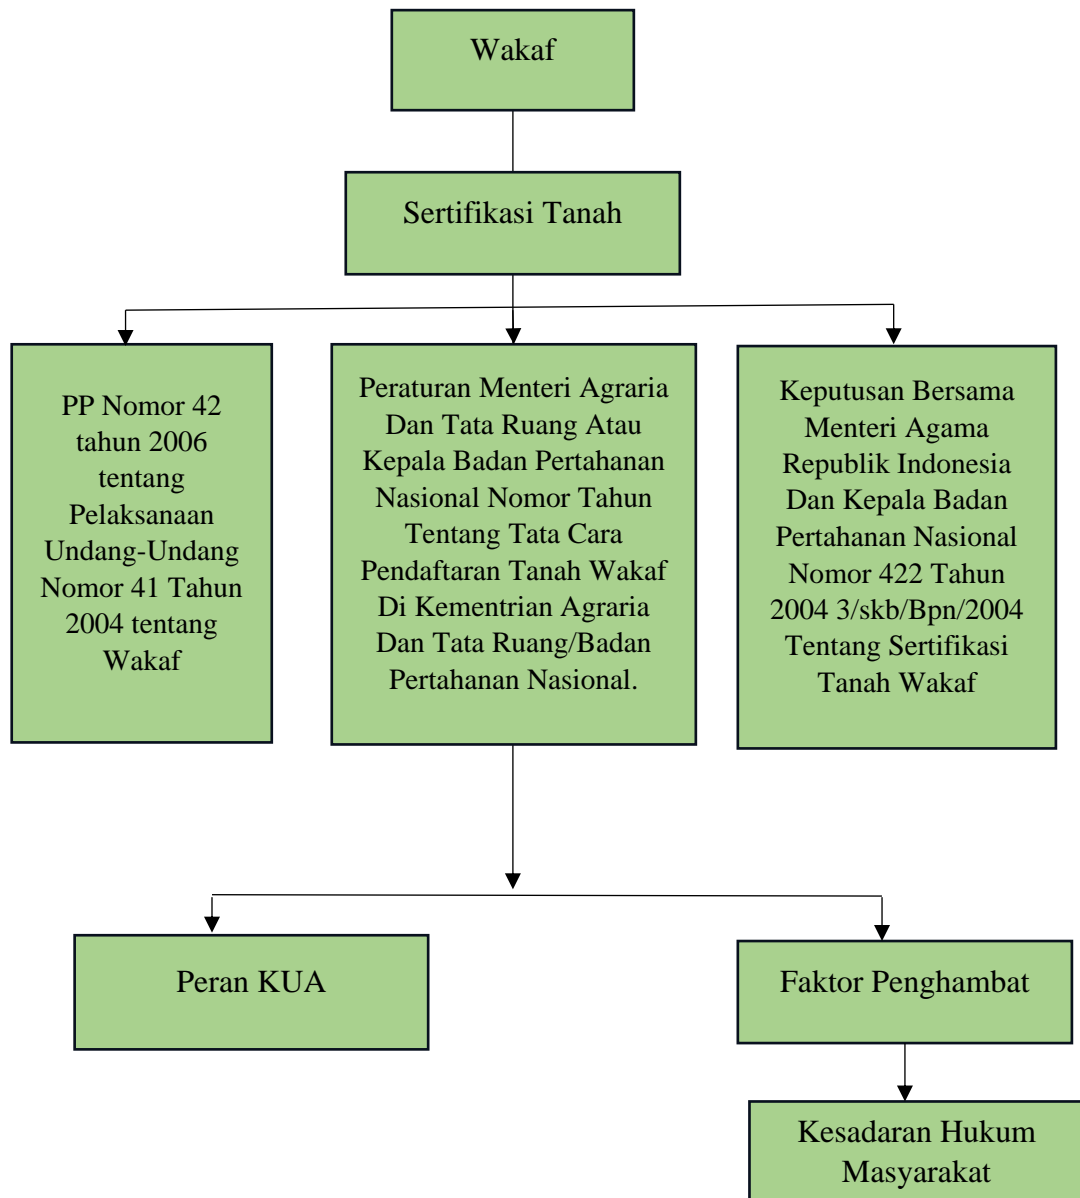 Wakaf
Sertifikasi Tanah
PP Nomor 42
tahun 2006
tentang
Pelaksanaan
Undang-Undang
Nomor 41 Tahun
2004 tentang
Wakaf
Peraturan Menteri Agraria
Dan Tata Ruang Atau
Kepala Badan Pertahanan
Nasional Nomor Tahun
Tentang Tata Cara
Pendaftaran Tanah Wakaf
Di Kementrian Agraria
Dan Tata Ruang/Badan
Pertahanan Nasional.
Keputusan Bersama
Menteri Agama
Republik Indonesia
Dan Kepala Badan
Pertahanan Nasional
Nomor 422 Tahun
2004 3/skb/Bpn/2004
Tentang Sertifikasi
Tanah Wakaf
Peran KUA
Faktor Penghambat
Kesadaran Hukum
Masyarakat